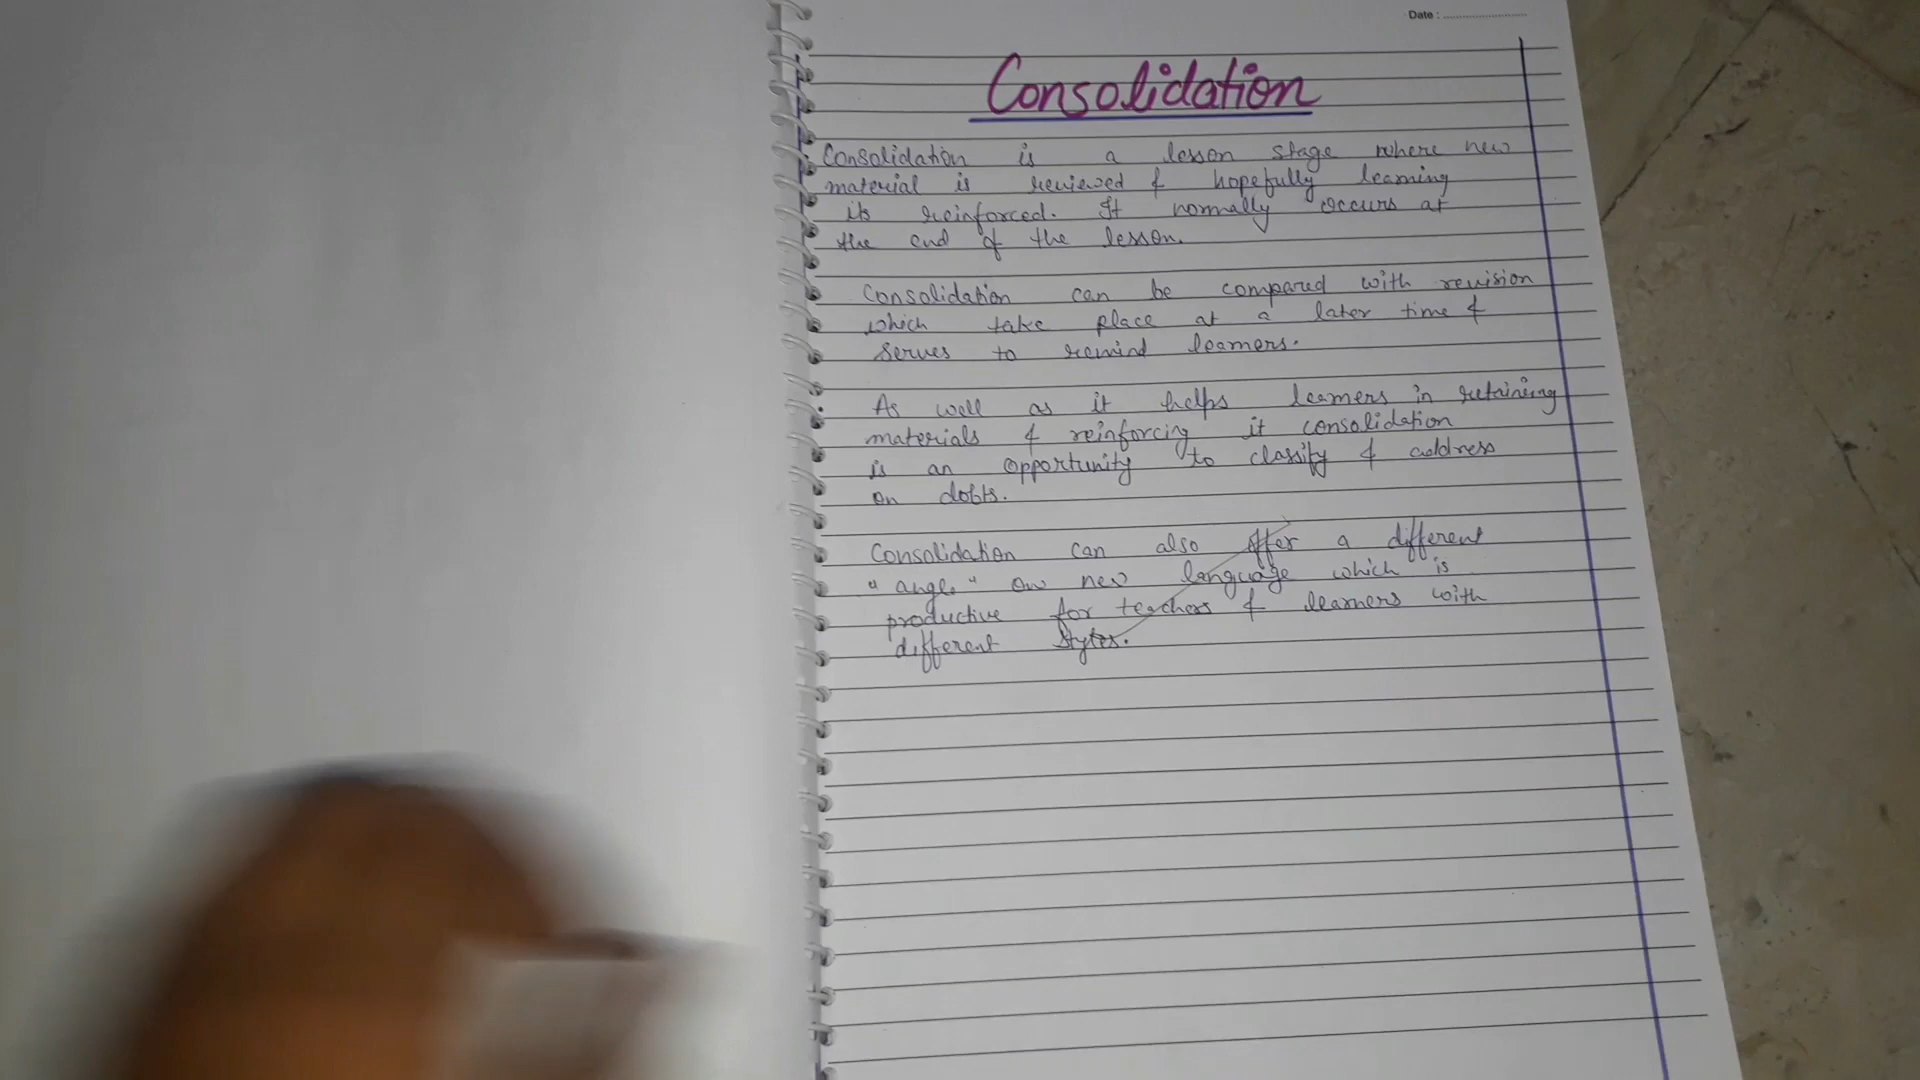 Date :
Consolidation
Consolidation is a lesson stage where new
material is reviewed & hopefully learning
its reinforced. It normally occurs at
the end of the lesson.
Consolidation can be compared with revision
which take place at a later time &
serves to remind learners.
As well as it helps learners in retaining
materials & reinforcing it consolidation
is an opportunity to classify & address
on dobts.
Consolidation can also offer a different
"angle" on new language which is
productive for teachers & learners with
different styles.